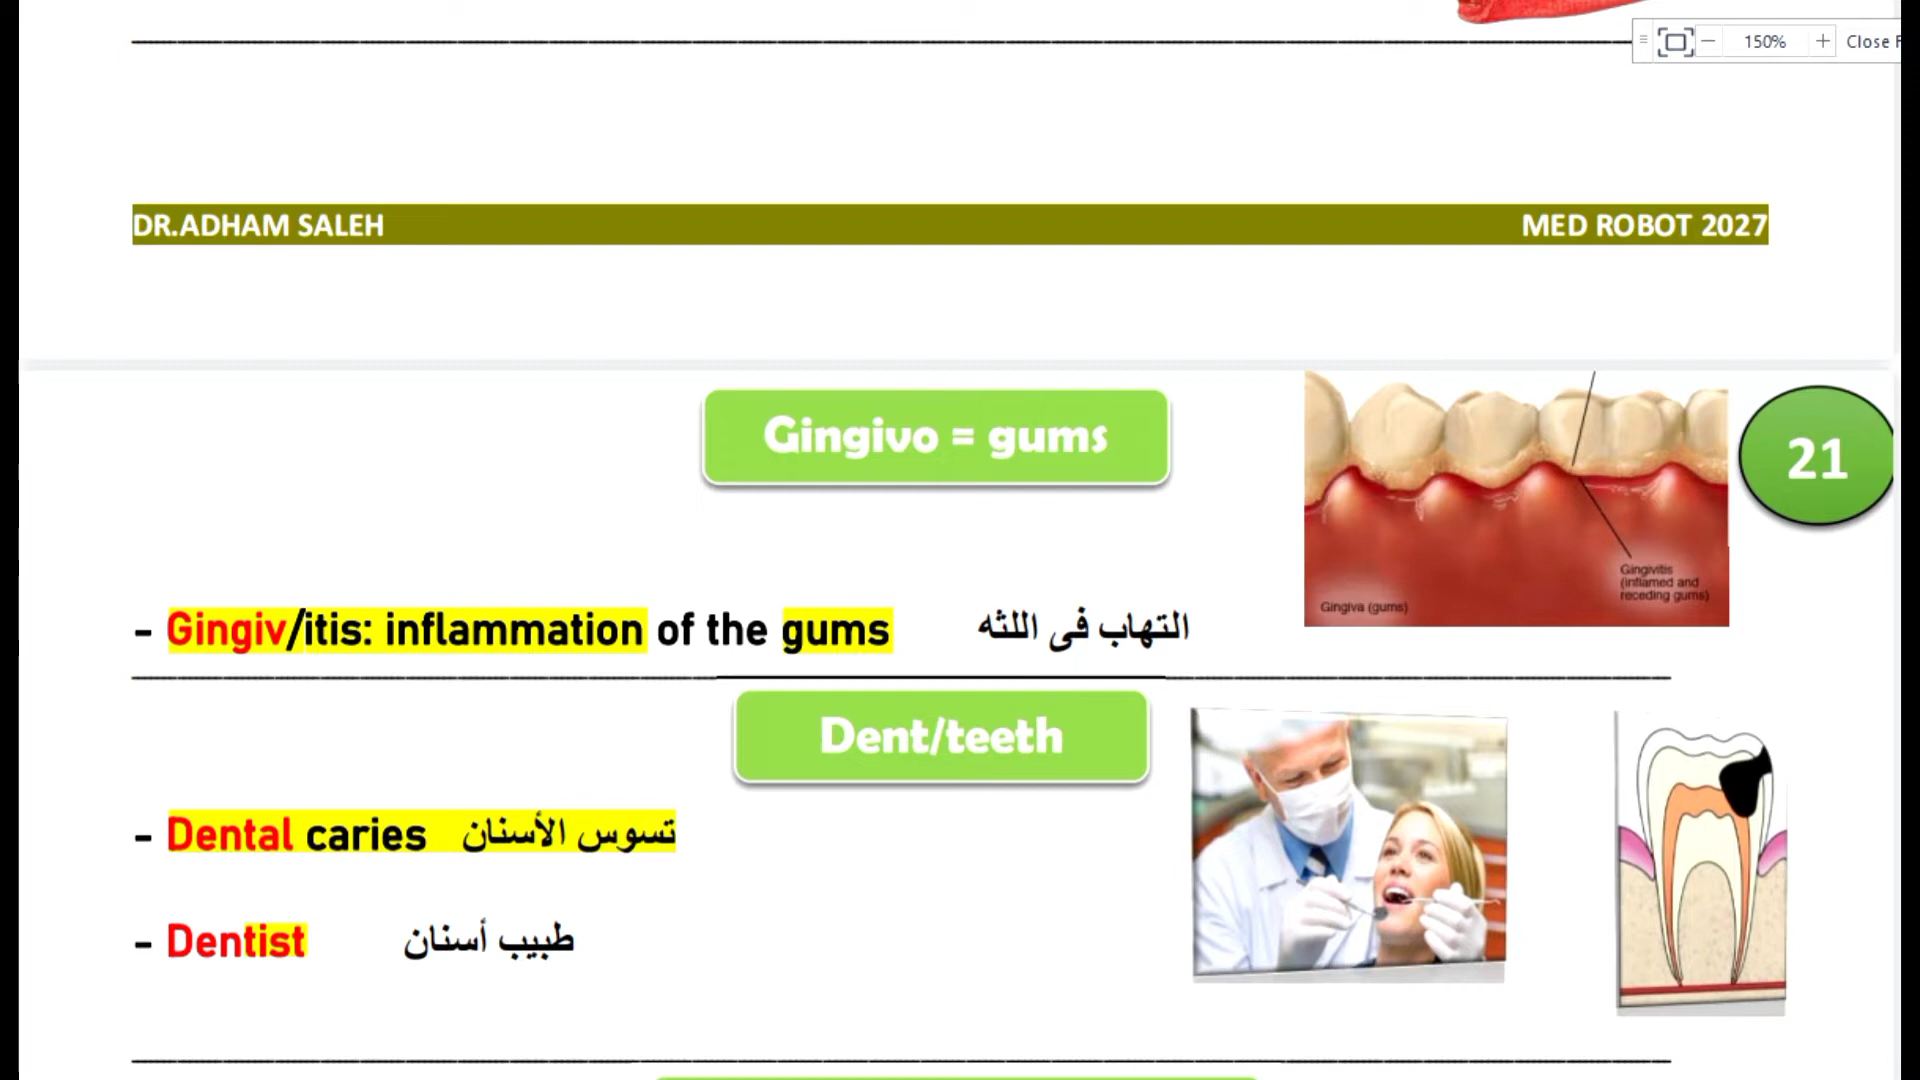 150%
Close
DR.ADHAM SALEH MED ROBOT 2027
Gingivo = gums
21
Gingivitis
(inflamed and
receding gums)
Gingiva (gums)
- Gingiv/itis: inflammation of the gums التهاب فى اللثه
Dent/teeth
- Dental caries تسوس الأسنان
- Dentist طبيب أسنان